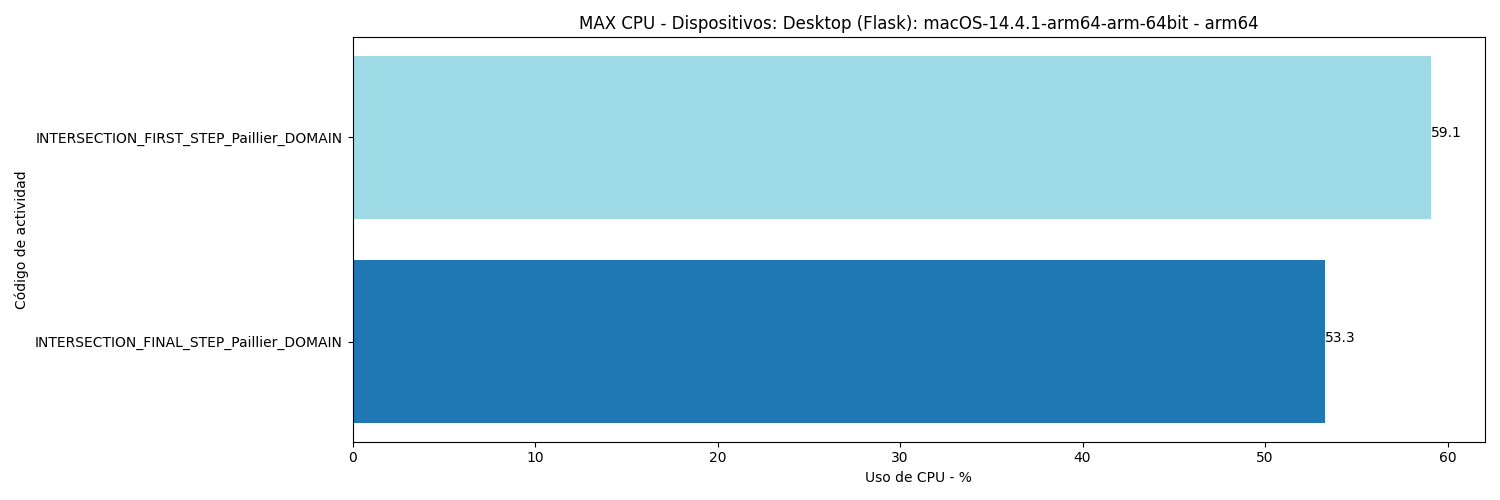 MAX CPU - Dispositivos: Desktop (Flask): macOS-14.4.1-arm64-arm-64bit - arm64
Código de actividad
INTERSECTION_FIRST_STEP_Paillier_DOMAIN
59.1
INTERSECTION_FINAL_STEP_Paillier_DOMAIN
53.3
0 10 20 30 40 50 60
Uso de CPU - %